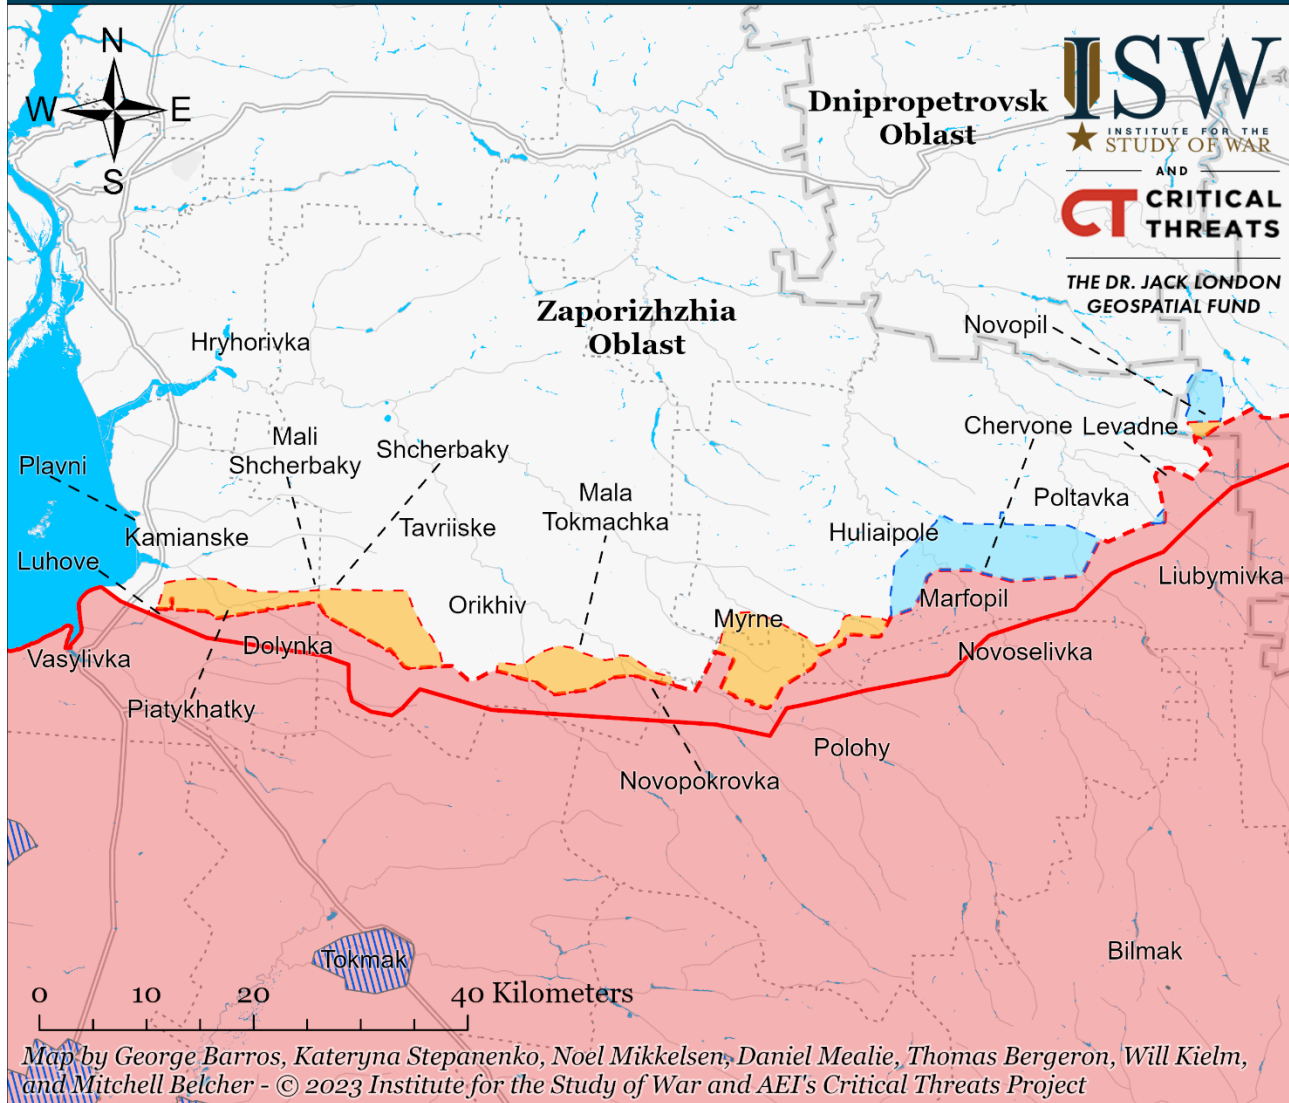 N
W E
S
Dnipropetrovsk
Oblast
ISW
INSTITUTE FOR THE
STUDY OF WAR
AND
CT CRITICAL
THREATS
THE DR. JACK LONDON
GEOSPATIAL FUND
Zaporizhzhia
Oblast
Novopil
Hryhorivka
Chervone
Levadne
Mali
Shcherbaky
Shcherbaky
Plavni
Mala
Tokmachka
Poltavka
Kamianske
Tavriiske
Huliaipole
Luhove
Liubymivka
Orikhiv
Marfopil
Myrne
Dolynka
Vasylivka
Novoselivka
Piatykhatky
Polohy
Novopokrovka
Tokmak
Bilmak
0 10 20 40 Kilometers
Map by George Barros, Kateryna Stepanenko, Noel Mikkelsen, Daniel Mealie, Thomas Bergeron, Will Kielm,
and Mitchell Belcher - © 2023 Institute for the Study of War and AEI's Critical Threats Project